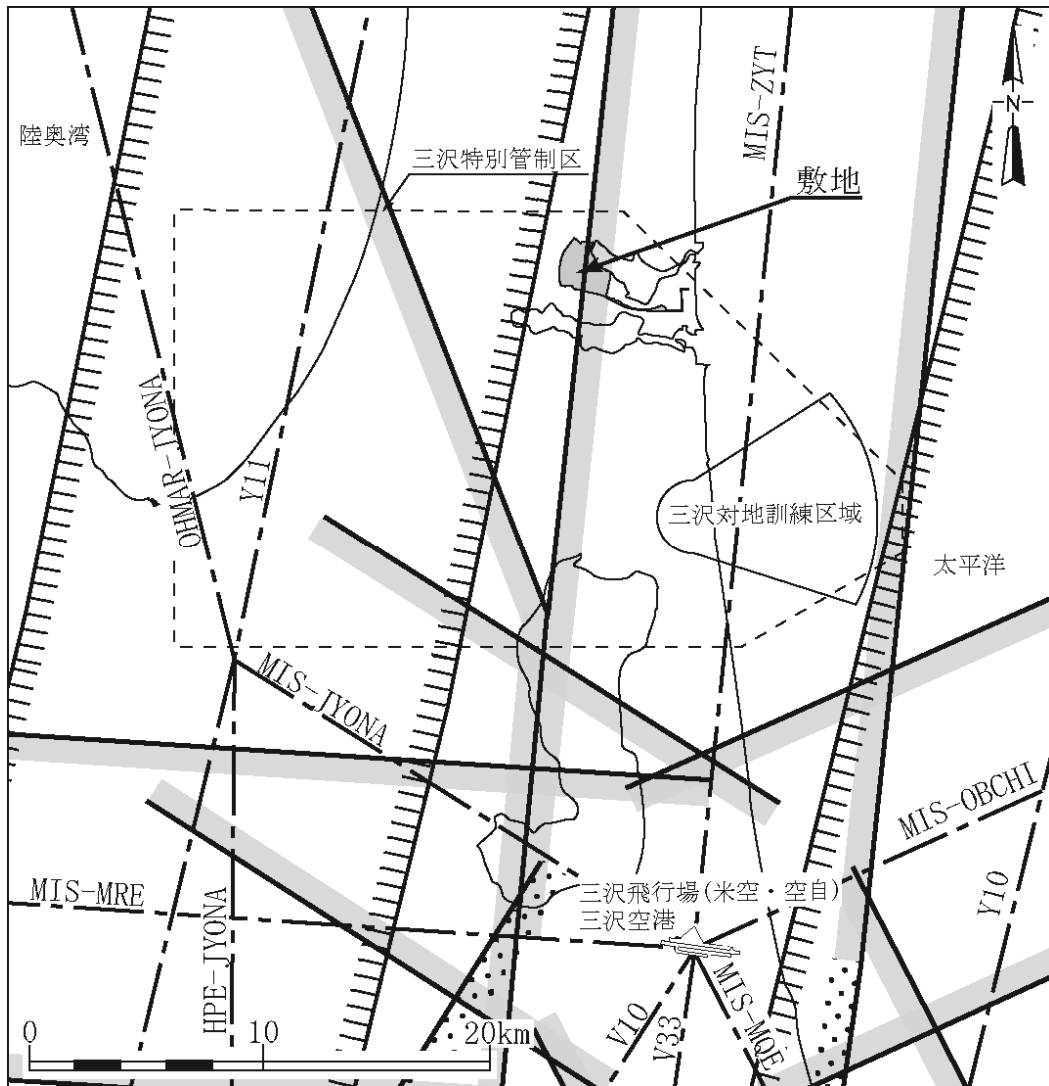 MIS-ZYT
N
陸奥湾
三沢特別管制区
敷地
OHMAR-JYONA
Y11
三沢対地訓練区域
太平洋
MIS-JYONA
MIS-OBCHI
MIS-MRE
三沢飛行場(米空・空自)
三沢空港
Y10
HPE-JYONA
V10
V33
MIS-MQE
0
10
20km